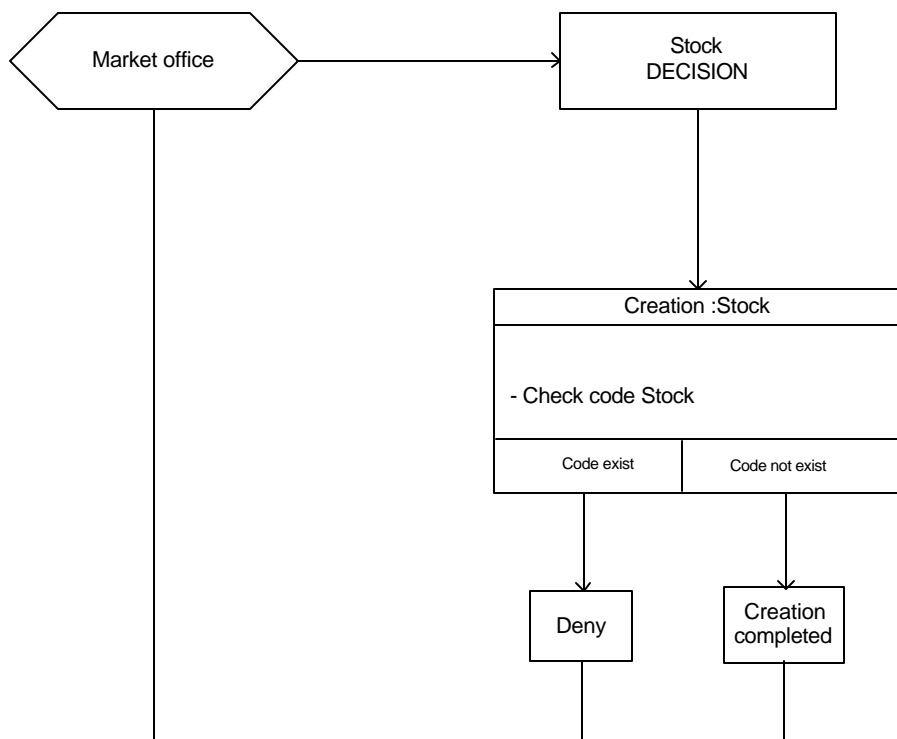 Market office
Stock
DECISION
Creation :Stock
- Check code Stock
Code exist
Code not exist
Deny
Creation
completed